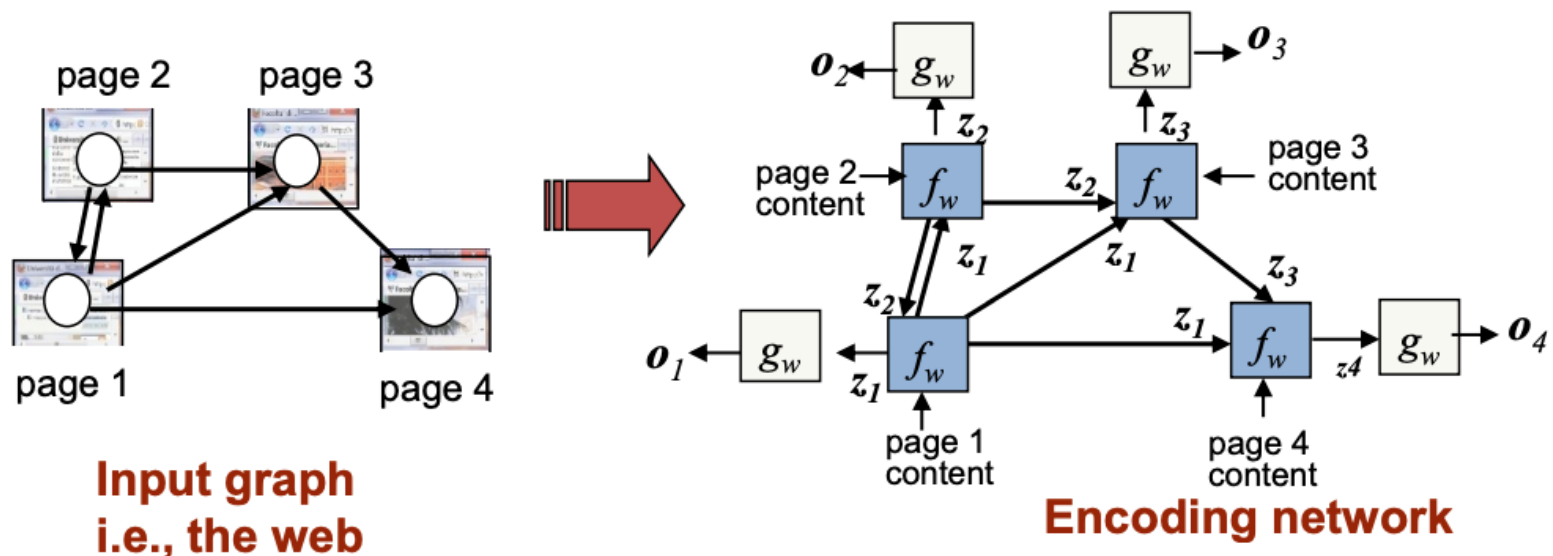 page 2
page 3
page 1
page 4
Input graph
i.e., the web
o2
gw
gw
o3
z2
z3
page 2
content
fw
z2
fw
page 3
content
z1
z1
z2
z3
o1
gw
z1
fw
z1
fw
z4
gw
o4
page 1
content
page 4
content
Encoding network